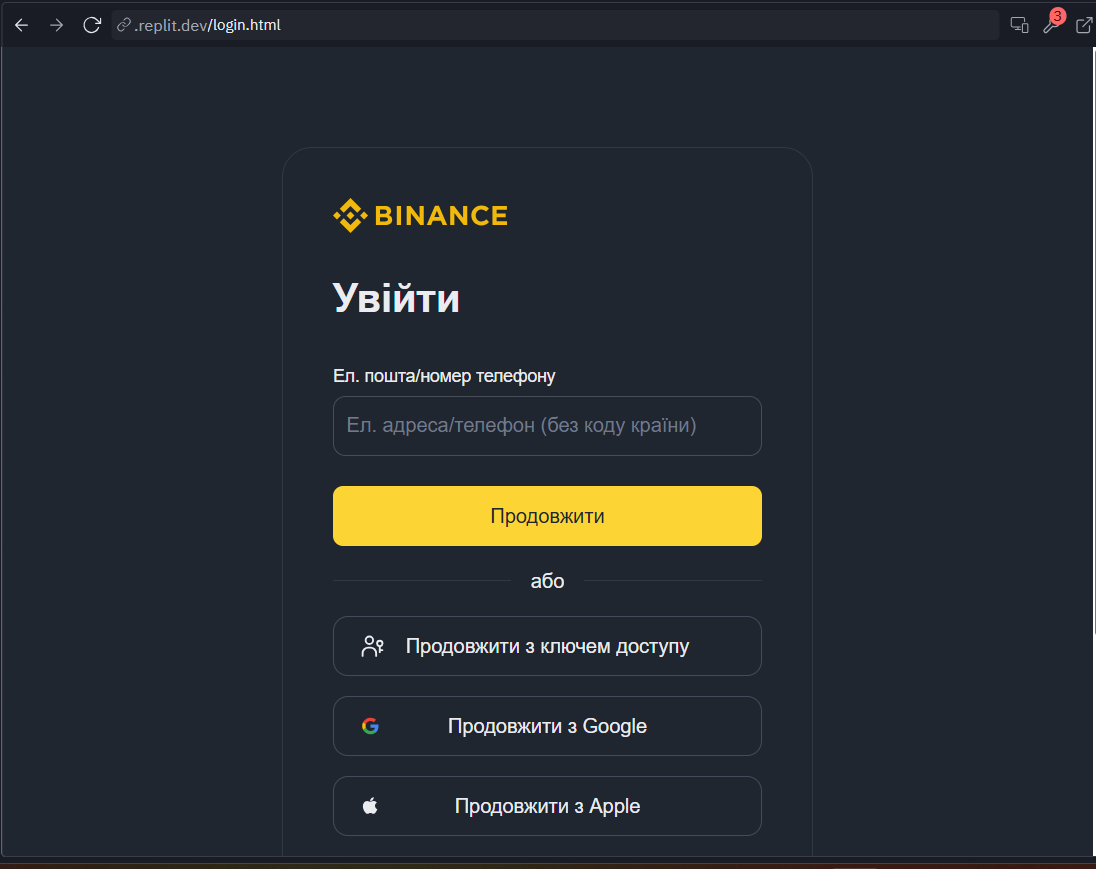 .replit.dev/login.html
3
BINANCE
Увійти
Ел. пошта/номер телефону
Ел. адреса/телефон (без коду країни)
Продовжити
або
Продовжити з ключем доступу
Продовжити з Google
Продовжити з Apple